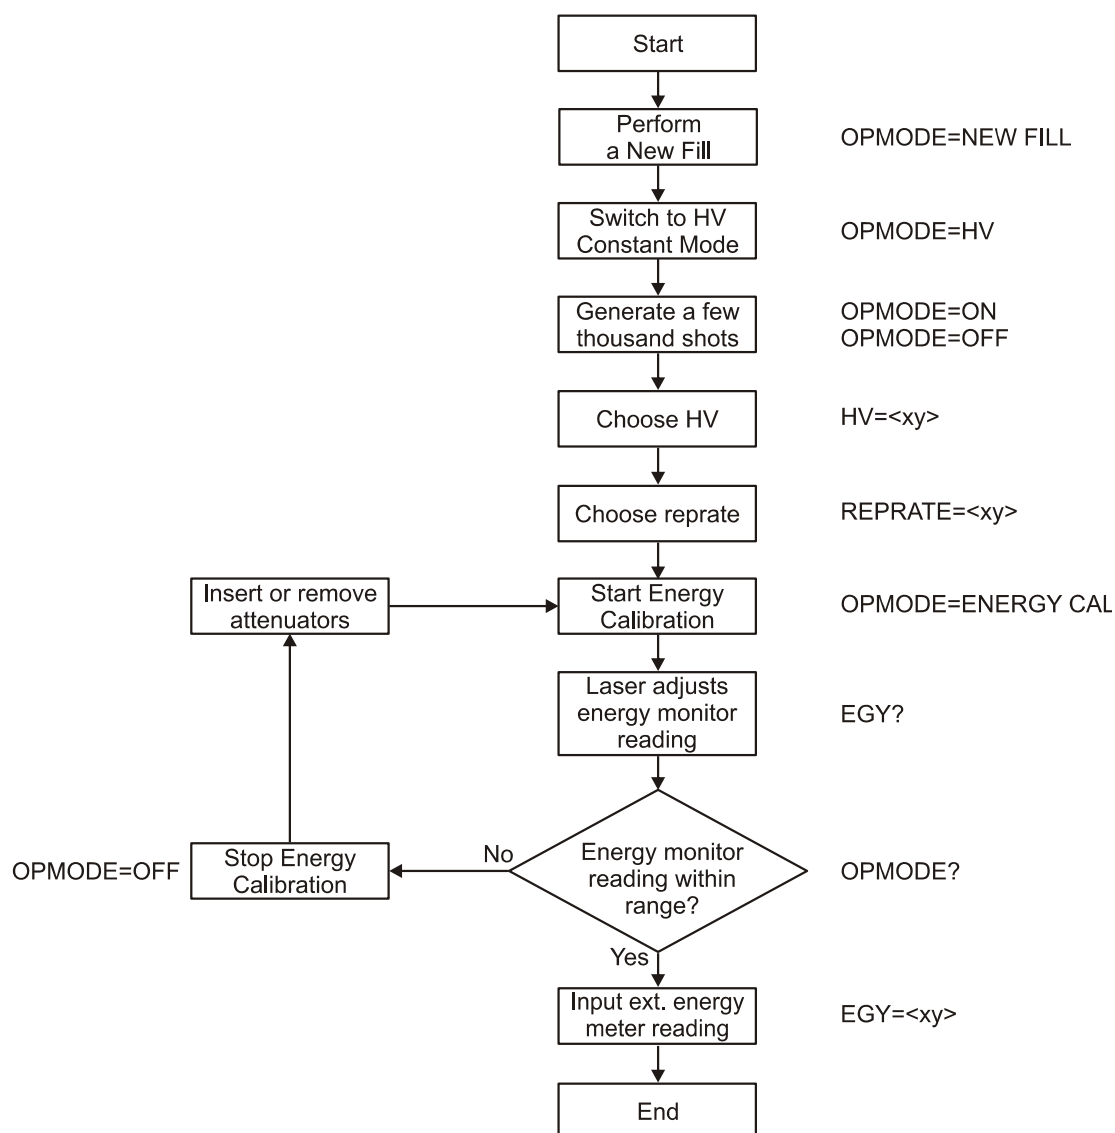 Start
Perform
a New Fill
OPMODE=NEW FILL
Switch to HV
Constant Mode
OPMODE=HV
Generate a few
thousand shots
OPMODE=ON
OPMODE=OFF
Choose HV
HV=<xy>
Choose reprate
REPRATE=<xy>
Insert or remove
attenuators
Start Energy
Calibration
OPMODE=ENERGY CAL
Laser adjusts
energy monitor
reading
EGY?
OPMODE=OFF
Stop Energy
Calibration
No
Energy monitor
reading within
range?
OPMODE?
Yes
Input ext. energy
meter reading
EGY=<xy>
End